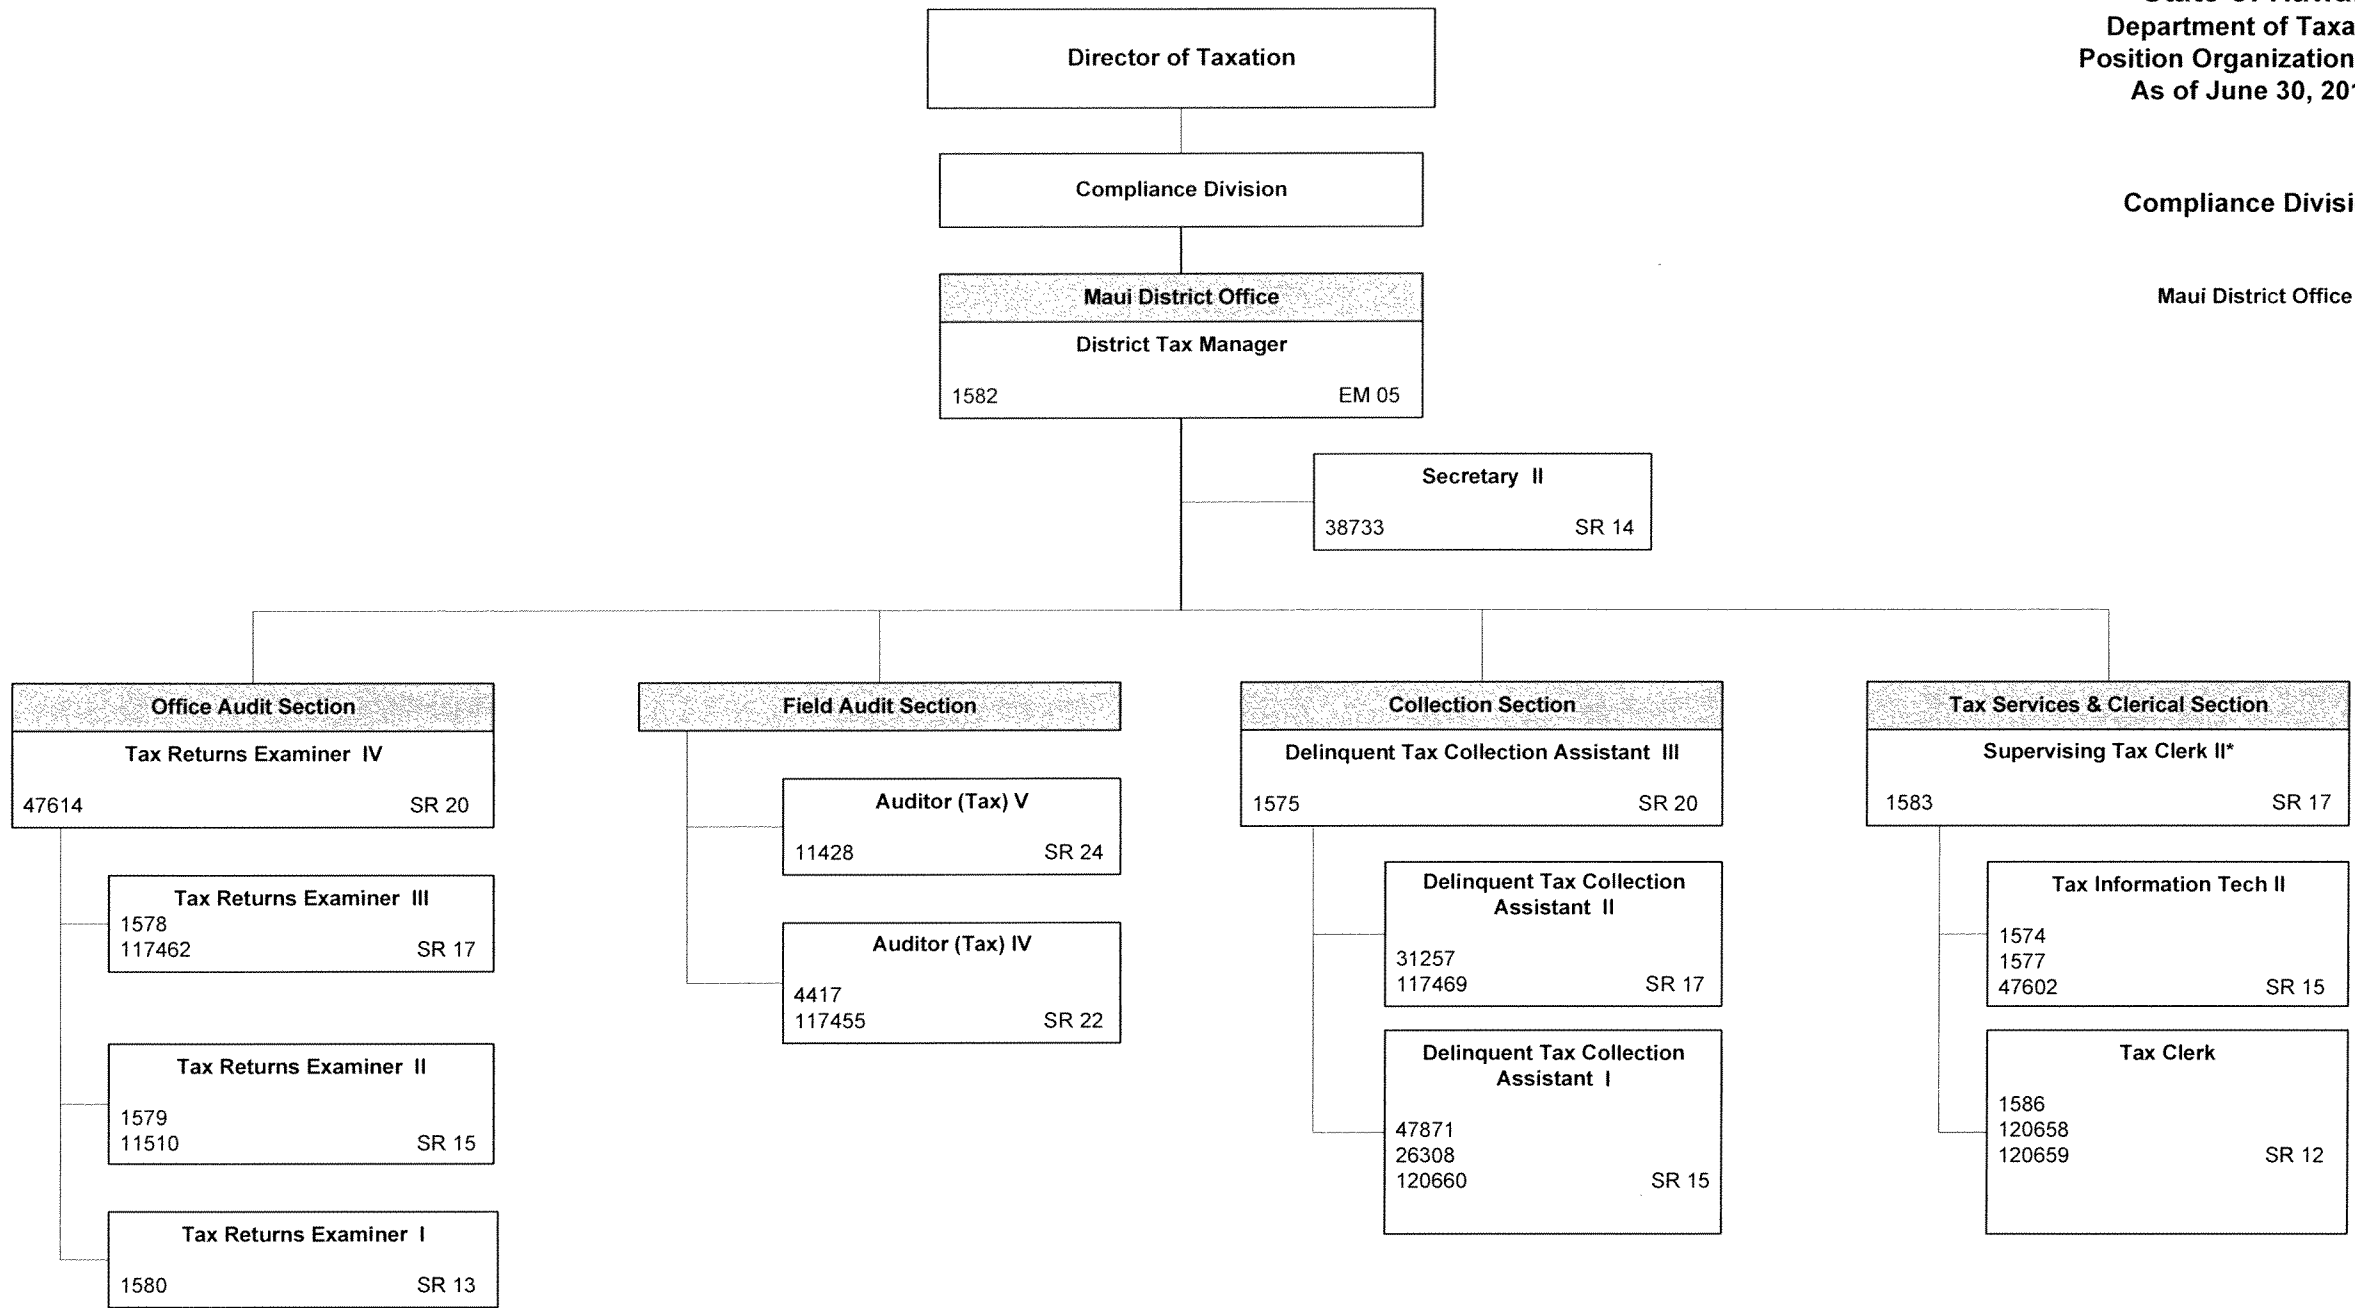 Department of
Position Organization
As of June 30,
Compliance
Maui District Office
Director of Taxation
Compliance Division
Maui District Office
District Tax Manager
1582 EM 05
Secretary II
38733 SR 14
Office Audit Section
Tax Returns Examiner IV
47614 SR 20
Tax Returns Examiner III
1578
117462 SR 17
Tax Returns Examiner II
1579
11510 SR 15
Tax Returns Examiner I
1580 SR 13
Field Audit Section
Auditor (Tax) V
11428 SR 24
Auditor (Tax) IV
4417
117455 SR 22
Collection Section
Delinquent Tax Collection Assistant III
1575 SR 20
Delinquent Tax Collection
Assistant II
31257
117469 SR 17
Delinquent Tax Collection
Assistant I
47871
26308
120660 SR 15
Tax Services & Clerical Section
Supervising Tax Clerk II*
1583 SR 17
Tax Information Tech II
1574
1577
47602 SR 15
Tax Clerk
1586
120658
120659 SR 12